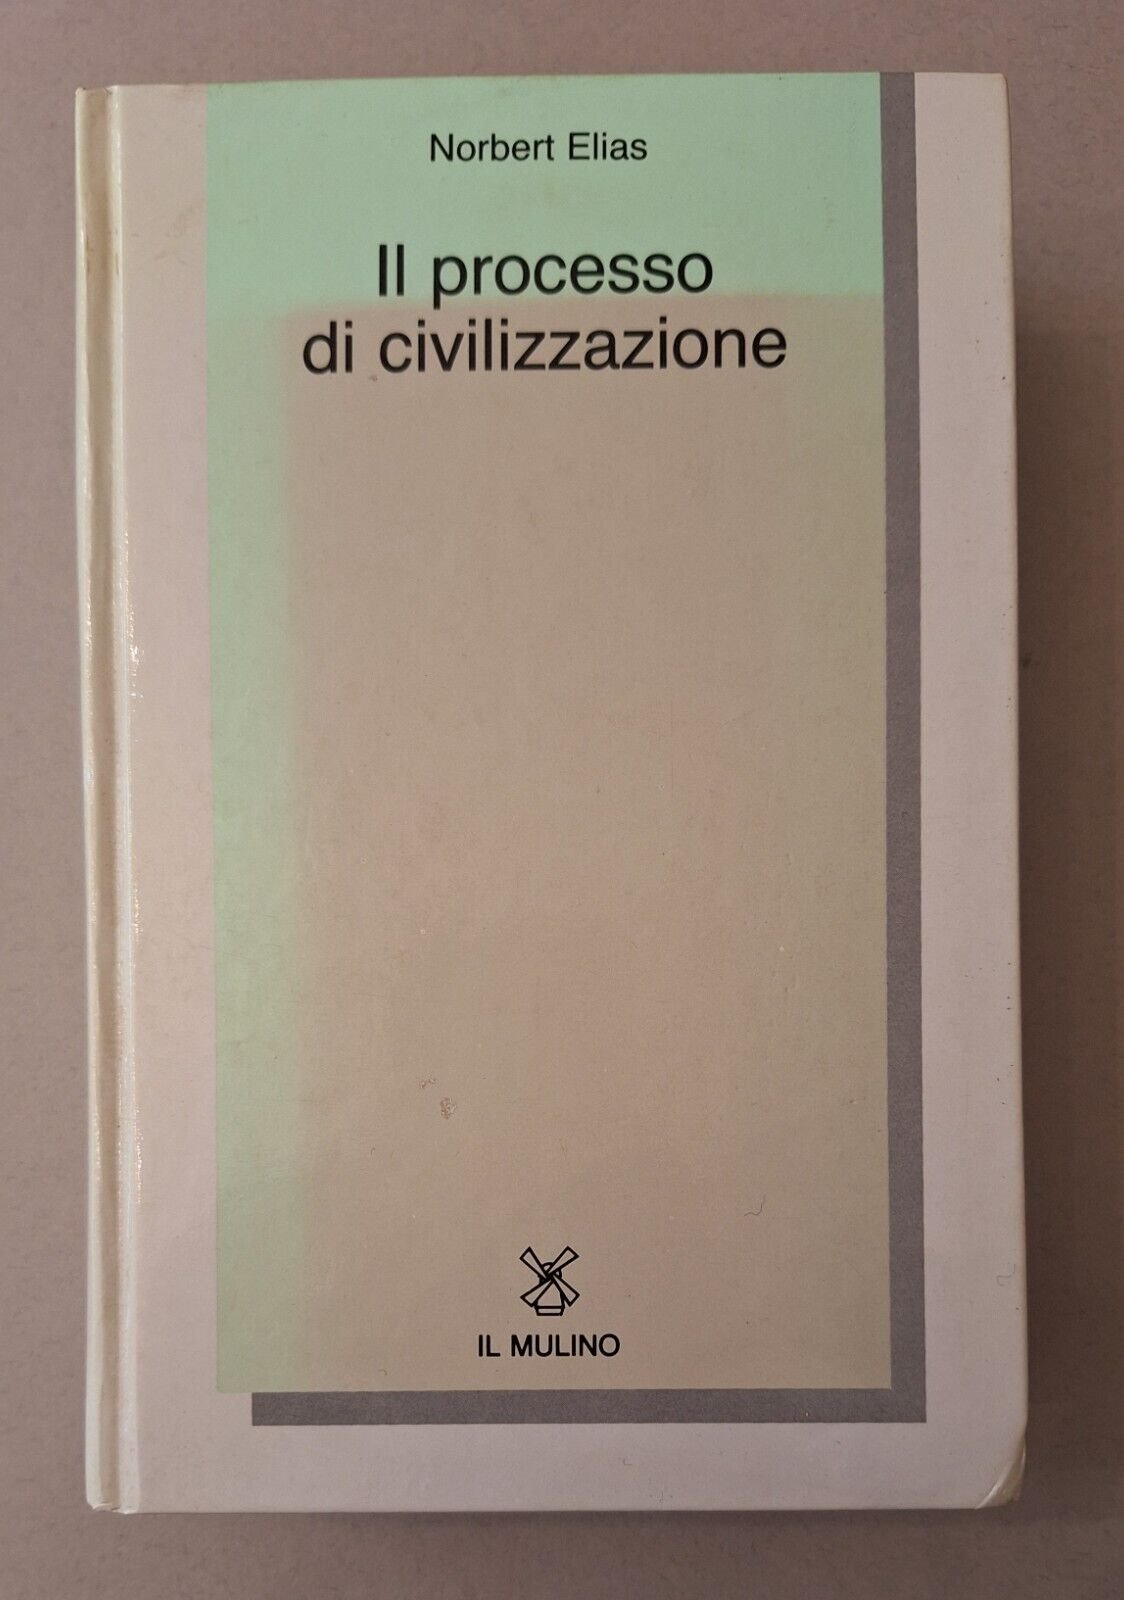 Norbert Elias
Il processo
di civilizzazione
IL MULINO